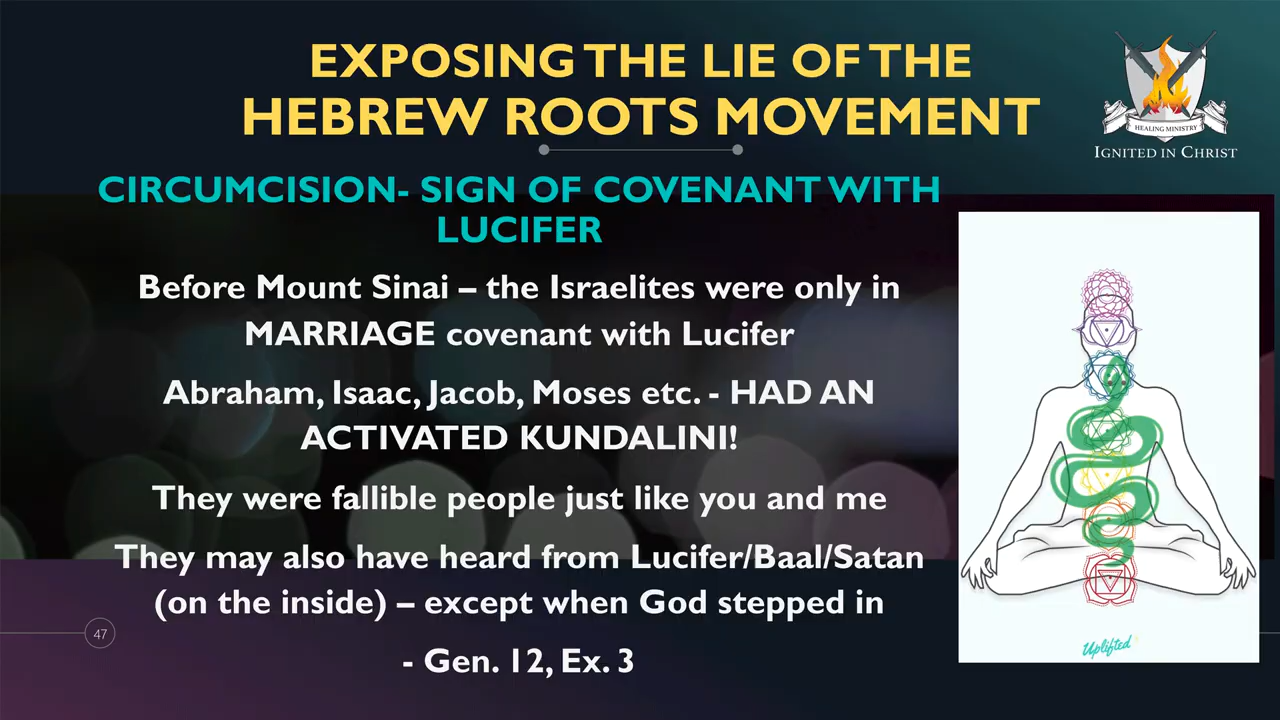 EXPOSING THE LIE OF THE
HEBREW ROOTS MOVEMENT
HEALING MINISTRY
IGNITED IN CHRIST
CIRCUMCISION- SIGN OF COVENANT WITH
LUCIFER
Before Mount Sinai – the Israelites were only in
MARRIAGE covenant with Lucifer
Abraham, Isaac, Jacob, Moses etc. - HAD AN
ACTIVATED KUNDALINI!
They were fallible people just like you and me
They may also have heard from Lucifer/Baal/Satan
(on the inside) – except when God stepped in
- Gen. 12, Ex. 3
47
Uplifted